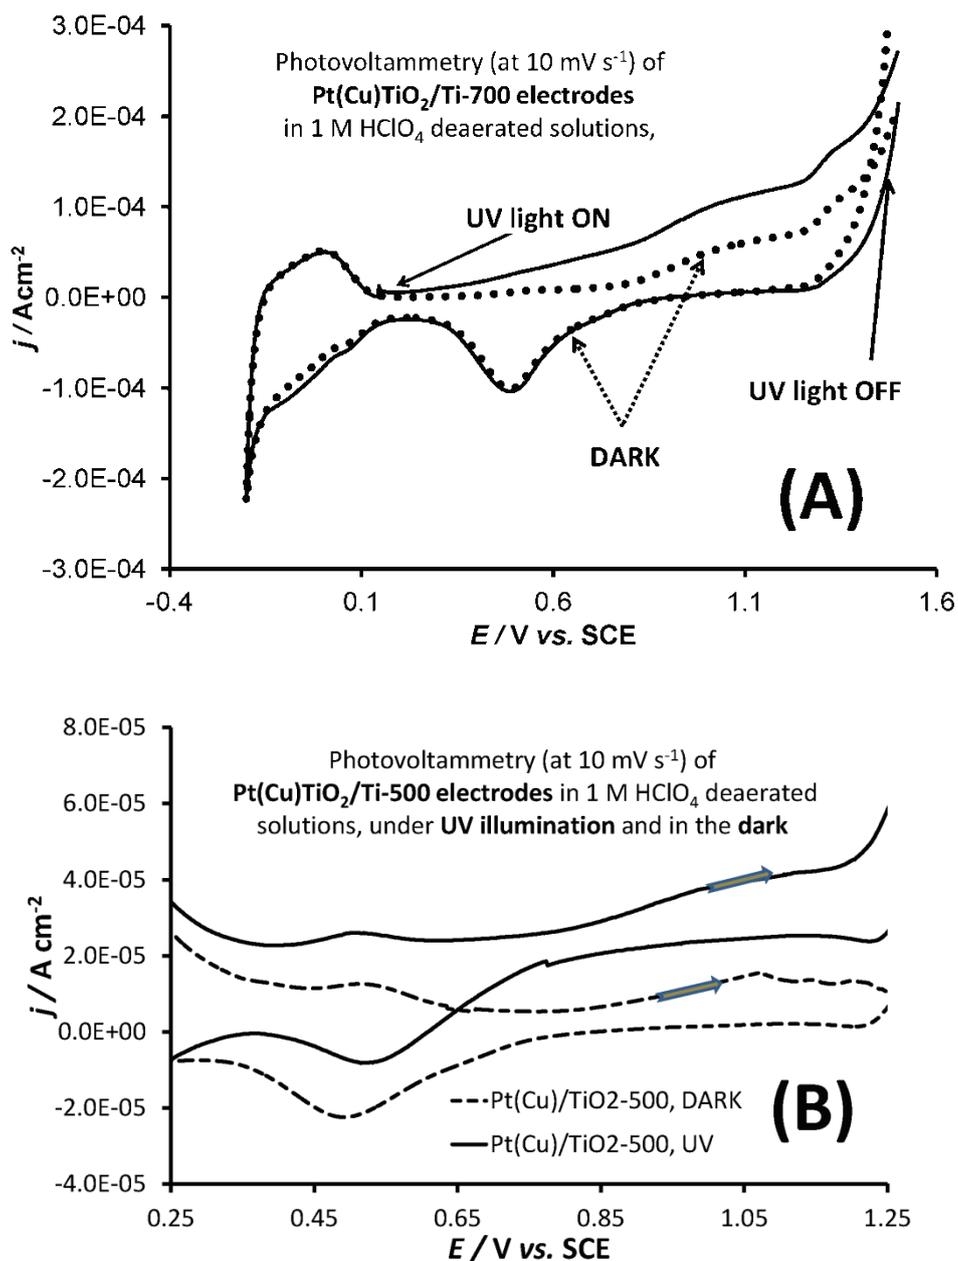 3.0E-04
2.0E-04
1.0E-04
0.0E+00
-1.0E-04
-2.0E-04
-3.0E-04
j / Acm-2
Photovoltammetry (at 10 mV s-1) of
Pt(Cu)TiO2/Ti-700 electrodes
in 1 M HClO4 deaerated solutions,
UV light ON
UV light OFF
DARK
(A)
-0.4 0.1 0.6 1.1 1.6
E / V vs. SCE
8.0E-05
6.0E-05
4.0E-05
2.0E-05
0.0E+00
-2.0E-05
-4.0E-05
j / A cm-2
Photovoltammetry (at 10 mV s-1) of
Pt(Cu)TiO2/Ti-500 electrodes in 1 M HClO4 deaerated
solutions, under UV illumination and in the dark
Pt(Cu)/TiO2-500, DARK
Pt(Cu)/TiO2-500, UV
(B)
0.25 0.45 0.65 0.85 1.05 1.25
E / V vs. SCE